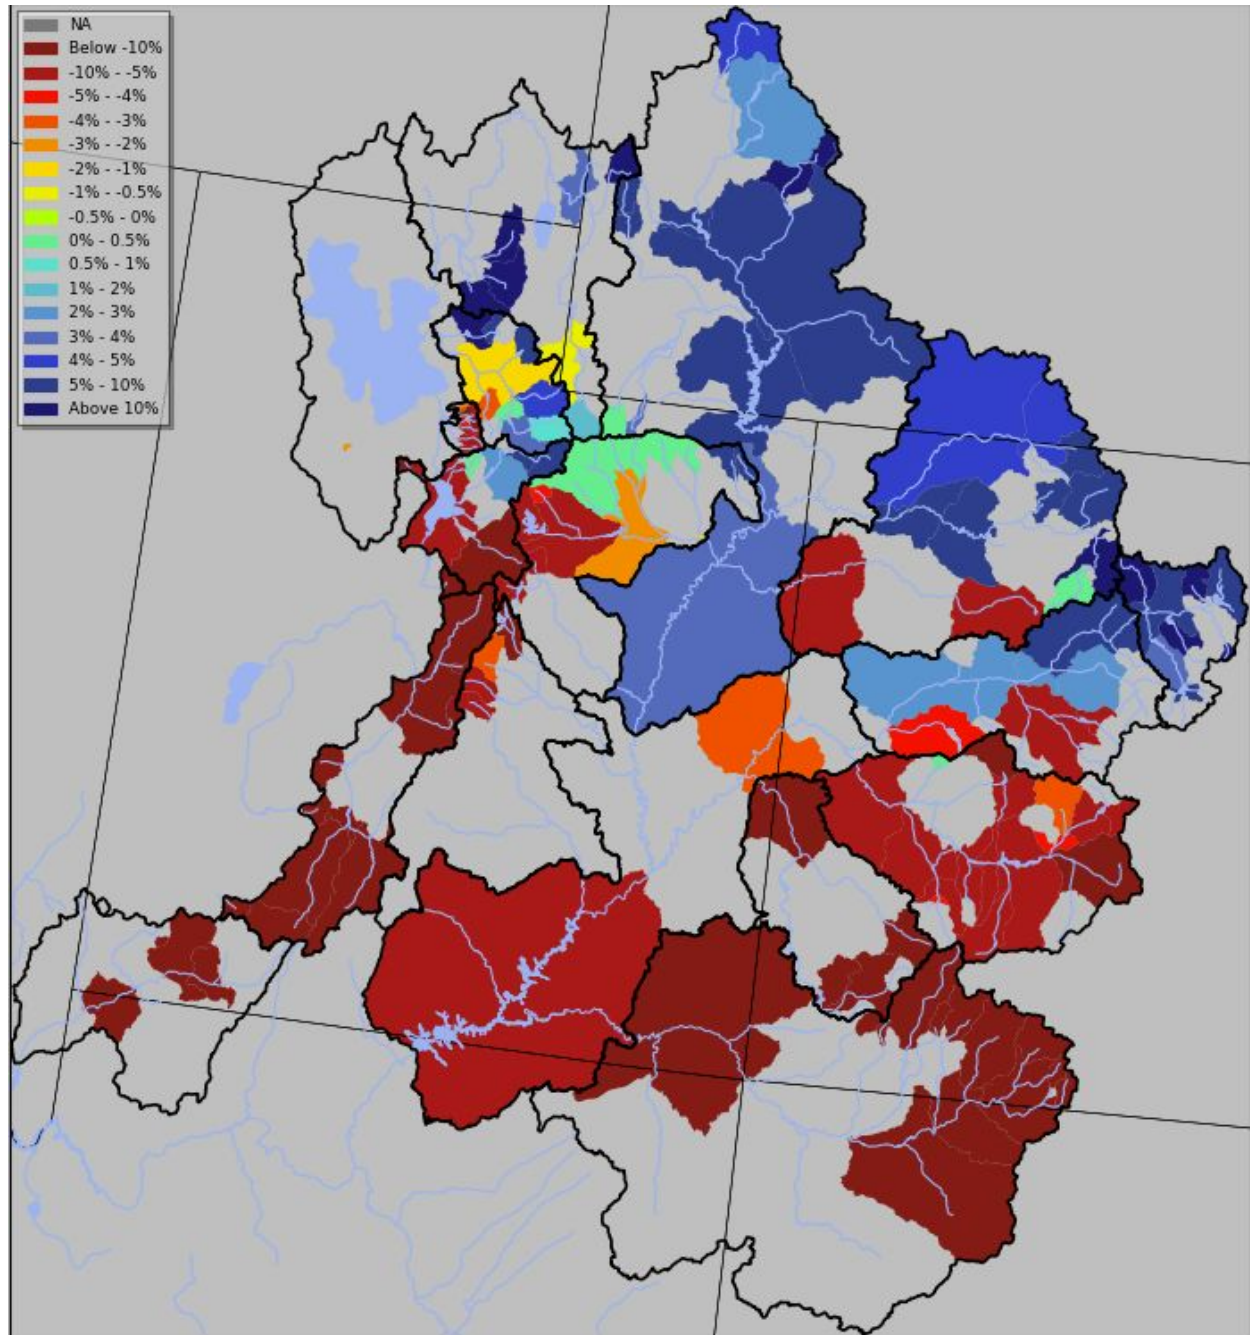 NA
Below -10%
-10% - -5%
-5% - -4%
-4% - -3%
-3% - -2%
-2% - -1%
-1% - -0.5%
-0.5% - 0%
0% - 0.5%
0.5% - 1%
1% - 2%
2% - 3%
3% - 4%
4% - 5%
5% - 10%
Above 10%